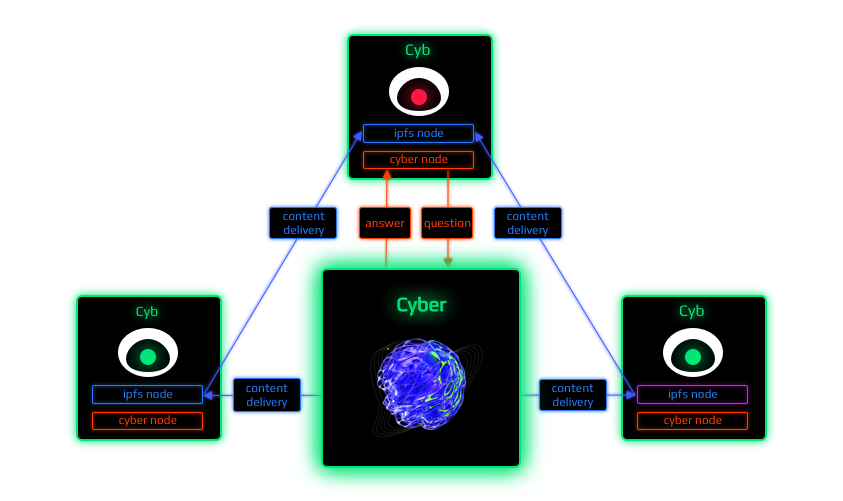 Cyb
ipfs node
cyber node
content
delivery
answer
question
content
delivery
Cyber
Cyb
ipfs node
cyber node
content
delivery
content
delivery
Cyb
ipfs node
cyber node